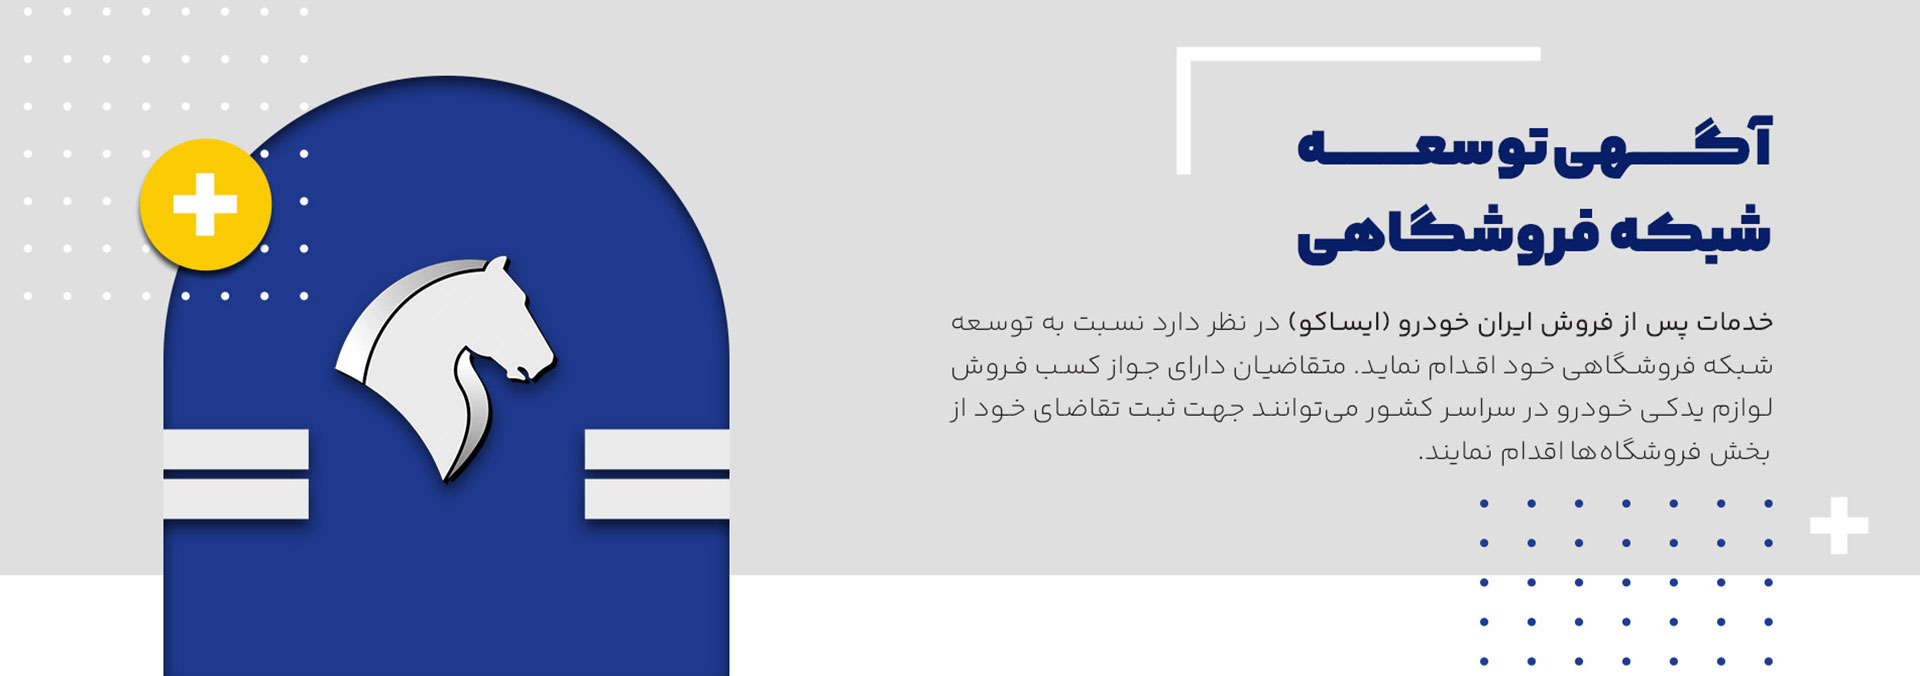 آگهی توسعه
شبکه فروشگاهی
خدمات پس از فروش ایران خودرو (ایساکو) در نظر دارد نسبت به توسعه
شبکه فروشگاهی خود اقدام نماید. متقاضیان دارای جواز کسب فروش
لوازم یدکی خودرو در سراسر کشور می‌توانند جهت ثبت تقاضای خود از
بخش فروشگاه‌ها اقدام نمایند.